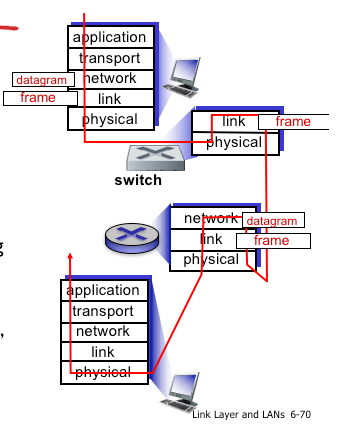 application
transport
datagram
network
frame
link
physical
link
frame
physical
switch
network
datagram
link
frame
physical
g
application
transport
network
,
link
physical
Link Layer and LANs 6-70